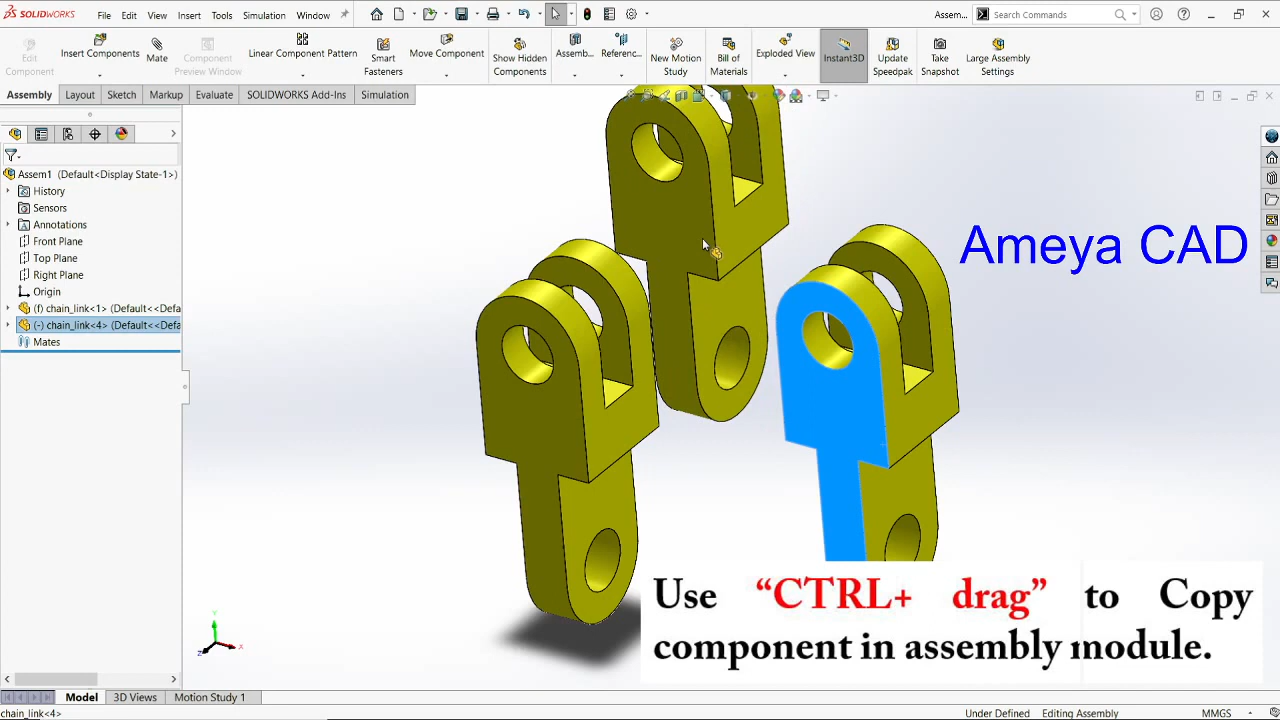 SOLIDWORKS File Edit View Insert Tools Simulation Window Assem... Search Commands
Edit Component
Insert Components
Mate
Component Preview Window
Linear Component Pattern
Smart Fasteners
Move Component
Show Hidden Components
Assemb...
Referenc...
New Motion Study
Bill of Materials
Exploded View
Instant3D
Update Speedpak
Take Snapshot
Large Assembly Settings
Assembly Layout Sketch Markup Evaluate SOLIDWORKS Add-Ins Simulation
Assem1 (Default<Display State-1>)
History
Sensors
Annotations
Front Plane
Top Plane
Right Plane
Origin
(f) chain_link<1> (Default<<Defa
(-) chain_link<4> (Default<<Defa
Mates
Ameya CAD
Use “CTRL+ drag” to Copy
component in assembly module.
Y
X
Z
Model 3D Views Motion Study 1
chain_link<4> Under Defined Editing Assembly MMGS